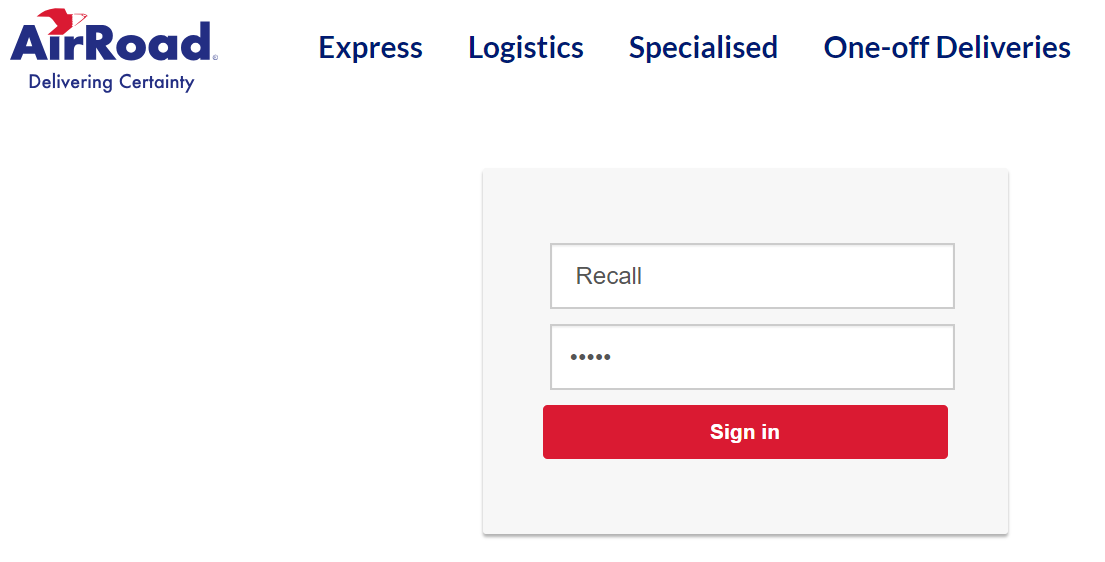 AirRoad
Delivering Certainty
Express Logistics Specialised One-off Deliveries
Recall
•••••
Sign in